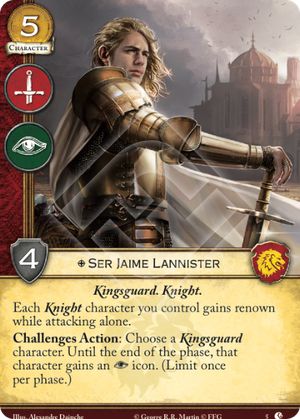 5
CHARACTER
4
SER JAIME LANNISTER
Kingsguard. Knight.
Each Knight character you control gains renown
while attacking alone.
Challenges Action: Choose a Kingsguard
character. Until the end of the phase, that
character gains an icon. (Limit once
per phase.)
Illus. Alexandre Dainche
© George R.R. Martin © FFG
5